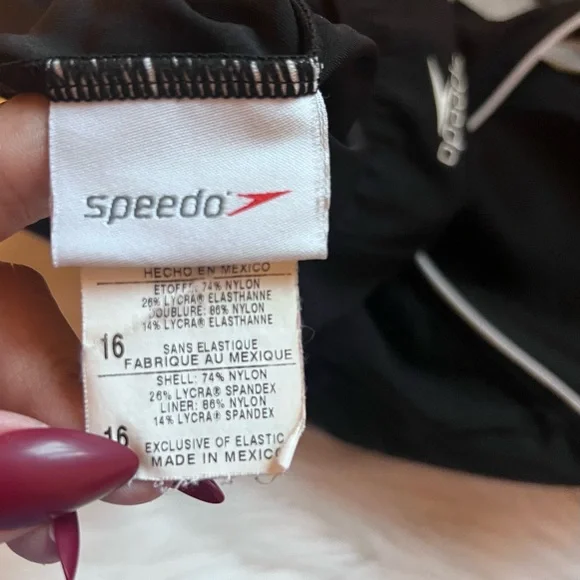 speedo
speedo
HECHO EN MEXICO
ETOFFE: 74% NYLON
26% LYCRA® ELASTHANNE
DOUBLURE: 86% NYLON
14% LYCRA® ELASTHANNE
16 SANS ELASTIQUE
FABRIQUE AU MEXIQUE
SHELL: 74% NYLON
26% LYCRA® SPANDEX
LINER: 86% NYLON
14% LYCRA® SPANDEX
16 EXCLUSIVE OF ELASTIC
MADE IN MEXICO